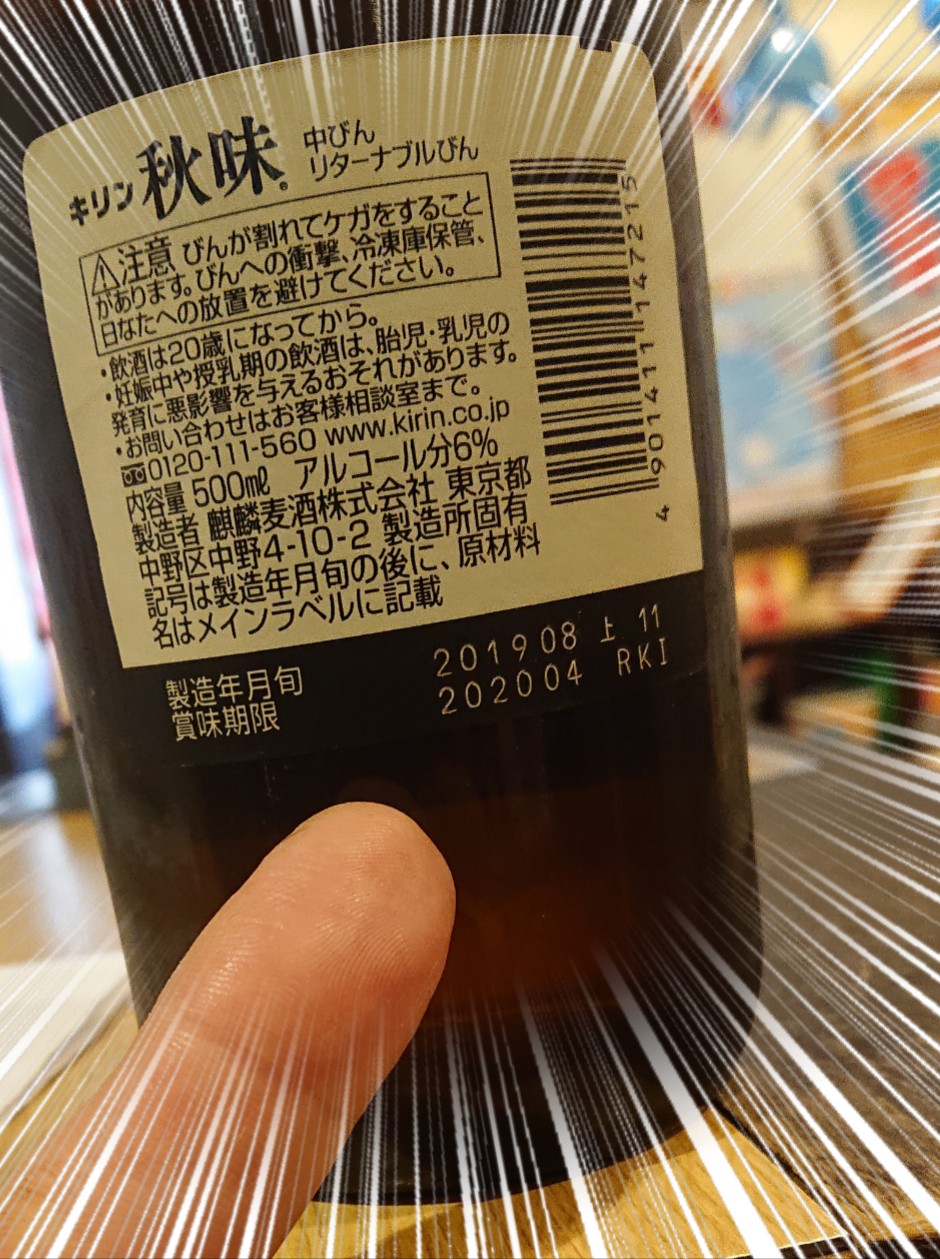 キリン 秋味® 中びん
リターナブルびん
⚠注意 びんが割れてケガをすること
があります。びんへの衝撃、冷凍庫保管、
日なたへの放置を避けてください。
・飲酒は20歳になってから。
・妊娠中や授乳期の飲酒は、胎児・乳児の
発育に悪影響を与えるおそれがあります。
・お問い合わせはお客様相談室まで。
0120-111-560 www.kirin.co.jp
内容量 500㎖ アルコール分6%
製造者 麒麟麦酒株式会社 東京都
中野区中野4-10-2 製造所固有
記号は製造年月旬の後に、原材料
名はメインラベルに記載
4 901411 147215
製造年月旬 201908 上 11
賞味期限 202004 RKI